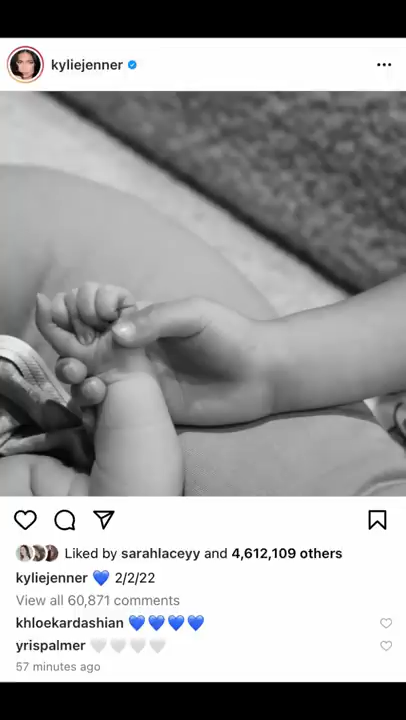 kyliejenner
Liked by sarahlaceyy and 4,612,109 others
kyliejenner 💙 2/2/22
View all 60,871 comments
khloekardashian 💙💙💙💙
yrispalmer 🤍🤍🤍🤍
57 minutes ago